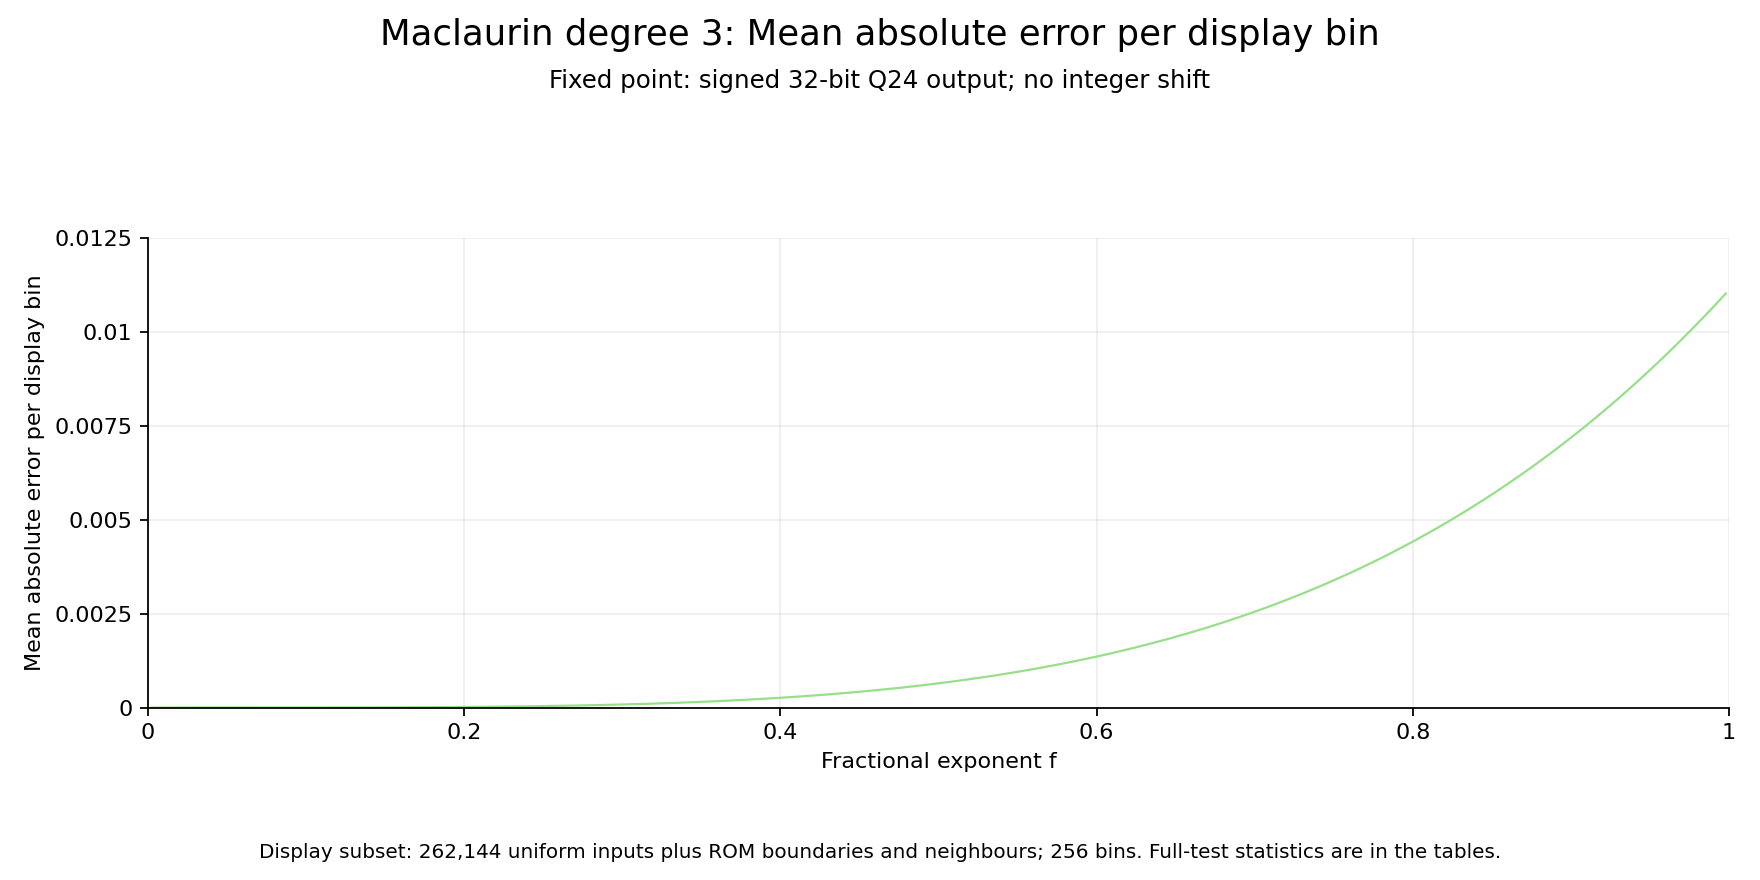 Maclaurin degree 3: Mean absolute error per display bin
Fixed point: signed 32-bit Q24 output; no integer shift
Mean absolute error per display bin
0.0125
0.01
0.0075
0.005
0.0025
0
0 0.2 0.4 0.6 0.8 1
Fractional exponent f
Display subset: 262,144 uniform inputs plus ROM boundaries and neighbours; 256 bins. Full-test statistics are in the tables.